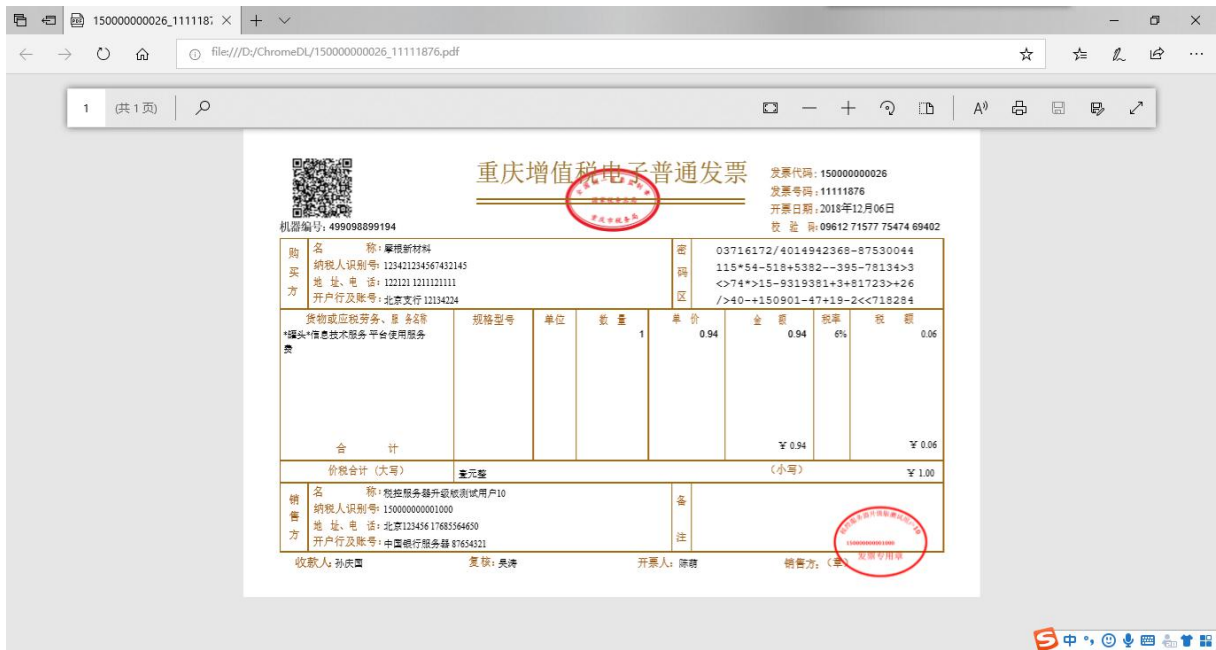 150000000026_1111187
file:///D:/ChromeDL/150000000026_11111876.pdf
1 (共 1 页)
重庆增值税电子普通发票
发票代码: 150000000026
发票号码: 11111876
开票日期: 2018年12月06日
校 验 码: 09612 71577 75474 69402
机器编号: 499098899194
购买方
名 称: 摩根新材料
纳税人识别号: 123421234567432145
地 址、电 话: 122121 1211121111
开户行及账号: 北京支行 12134224
密码区
03716172/4014942368-87530044
115*54-518+5382--395-78134>3
<>74*>15-9319381+3+81723>+26
/>40-+150901-47+19-2<<718284
货物或应税劳务、服务名称 规格型号 单位 数 量 单 价 金 额 税率 税 额
*罐头*信息技术服务 平台使用服务 1 0.94 0.94 6% 0.06
费
合 计 ¥ 0.94 ¥ 0.06
价税合计（大写） 壹元整 （小写） ¥ 1.00
销售方
名 称: 税控服务器升级版测试用户10
纳税人识别号: 150000000001000
地 址、电 话: 北京123456 17685564650
开户行及账号: 中国银行服务器 87654321
备注
150000000001000
发票专用章
收款人: 孙庆国 复核: 吴涛 开票人: 陈萌 销售方: （章）
中